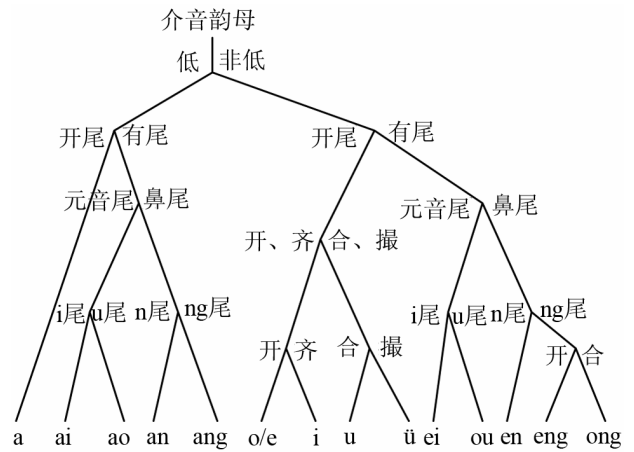 介音韵母
低 非低
开尾 有尾 开尾 有尾
元音尾 鼻尾 元音尾 鼻尾
开、齐 合、撮
i尾 u尾 n尾 ng尾 i尾 u尾 n尾 ng尾
开 齐 合 撮 开 合
a ai ao an ang o/e i u ü ei ou en eng ong